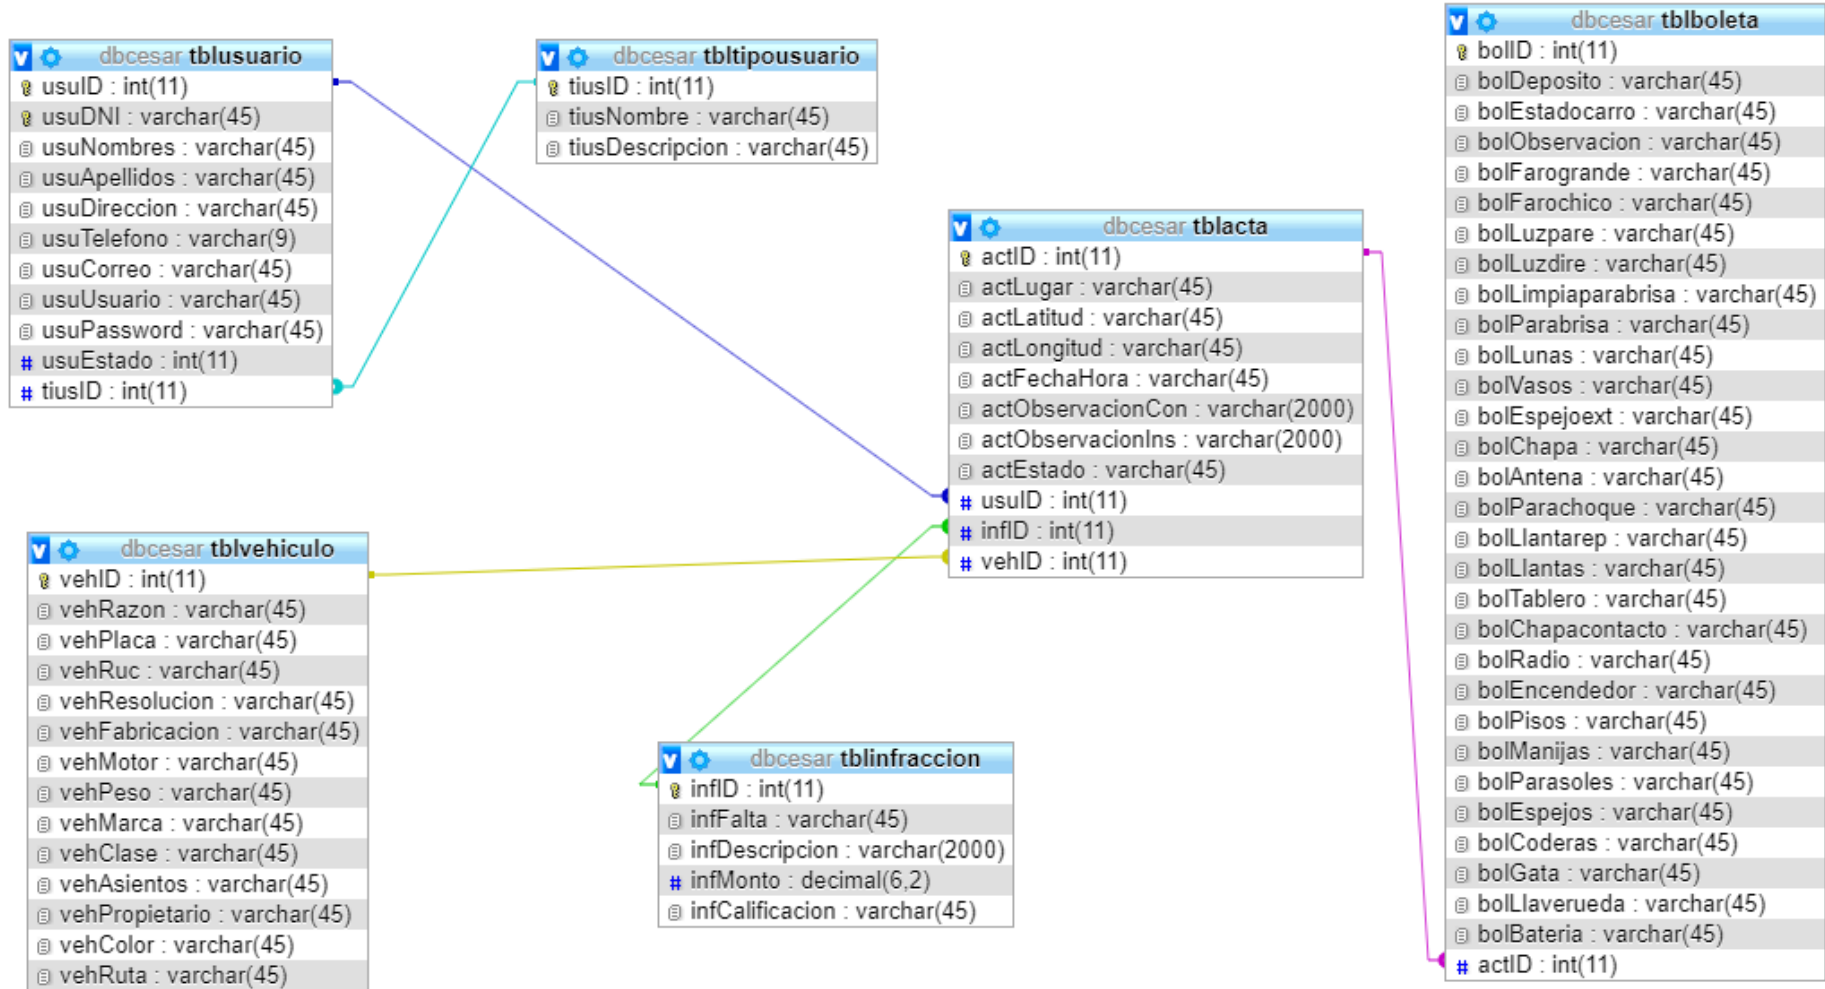 dbcesar tblusuario
usuID : int(11)
usuDNI : varchar(45)
usuNombres : varchar(45)
usuApellidos : varchar(45)
usuDireccion : varchar(45)
usuTelefono : varchar(9)
usuCorreo : varchar(45)
usuUsuario : varchar(45)
usuPassword : varchar(45)
usuEstado : int(11)
tiusID : int(11)
dbcesar tbltipousuario
tiusID : int(11)
tiusNombre : varchar(45)
tiusDescripcion : varchar(45)
dbcesar tblacta
actID : int(11)
actLugar : varchar(45)
actLatitud : varchar(45)
actLongitud : varchar(45)
actFechaHora : varchar(45)
actObservacionCon : varchar(2000)
actObservacionIns : varchar(2000)
actEstado : varchar(45)
usuID : int(11)
infID : int(11)
vehID : int(11)
dbcesar tblboleta
bolID : int(11)
bolDeposito : varchar(45)
bolEstadocarro : varchar(45)
bolObservacion : varchar(45)
bolFarogrande : varchar(45)
bolFarochico : varchar(45)
bolLuzpare : varchar(45)
bolLuzdire : varchar(45)
bolLimpiaparabrisa : varchar(45)
bolParabrisa : varchar(45)
bolLunas : varchar(45)
bolVasos : varchar(45)
bolEspejoext : varchar(45)
bolChapa : varchar(45)
bolAntena : varchar(45)
bolParachoque : varchar(45)
bolLlantarep : varchar(45)
bolLlantas : varchar(45)
bolTablero : varchar(45)
bolChapacontacto : varchar(45)
bolRadio : varchar(45)
bolEncendedor : varchar(45)
bolPisos : varchar(45)
bolManijas : varchar(45)
bolParasoles : varchar(45)
bolEspejos : varchar(45)
bolCoderas : varchar(45)
bolGata : varchar(45)
bolLlaverueda : varchar(45)
bolBateria : varchar(45)
actID : int(11)
dbcesar tblvehiculo
vehID : int(11)
vehRazon : varchar(45)
vehPlaca : varchar(45)
vehRuc : varchar(45)
vehResolucion : varchar(45)
vehFabricacion : varchar(45)
vehMotor : varchar(45)
vehPeso : varchar(45)
vehMarca : varchar(45)
vehClase : varchar(45)
vehAsientos : varchar(45)
vehPropietario : varchar(45)
vehColor : varchar(45)
vehRuta : varchar(45)
dbcesar tblinfraccion
infID : int(11)
infFalta : varchar(45)
infDescripcion : varchar(2000)
infMonto : decimal(6,2)
infCalificacion : varchar(45)